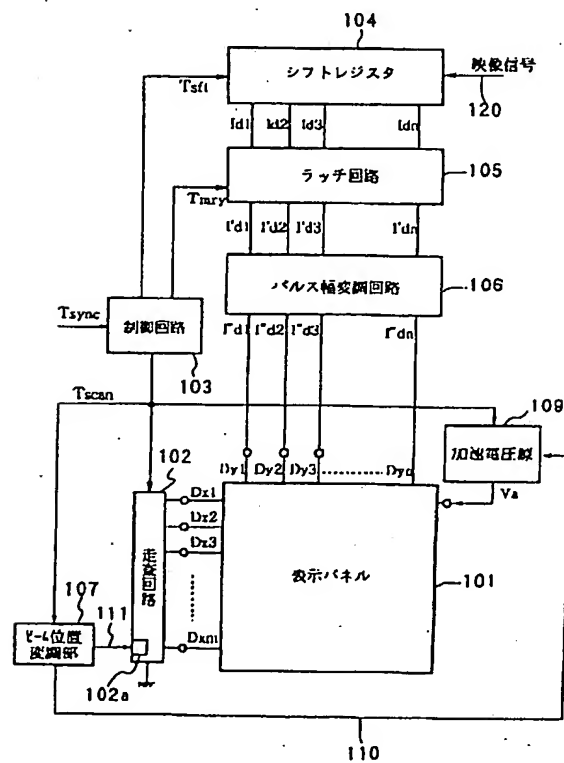 104
シフトレジスタ
映像信号
120
Tsft
Id1 Id2 Id3 Idn
ラッチ回路
105
Tmry
I'd1 I'd2 I'd3 I'dn
パルス幅変調回路
106
I"d1 I"d2 I"d3 I"dn
Tsync
制御回路
103
Tscan
109
加速電圧源
Va
102
Dy1 Dy2 Dy3 ............ Dyn
走査回路
Dx1
Dx2
Dx3
Dxm
表示パネル
101
107
111
ビーム位置
変調部
102a
110